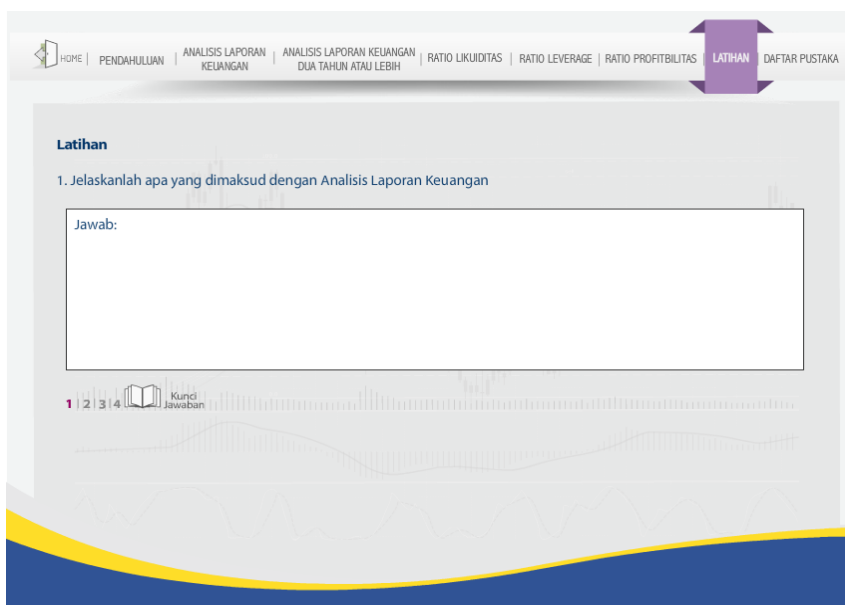 HOME | PENDAHULUAN | ANALISIS LAPORAN KEUANGAN | ANALISIS LAPORAN KEUANGAN DUA TAHUN ATAU LEBIH | RATIO LIKUIDITAS | RATIO LEVERAGE | RATIO PROFITBILITAS | LATIHAN | DAFTAR PUSTAKA
Latihan
1. Jelaskanlah apa yang dimaksud dengan Analisis Laporan Keuangan
Jawab:
1 | 2 | 3 | 4 Kunci Jawaban